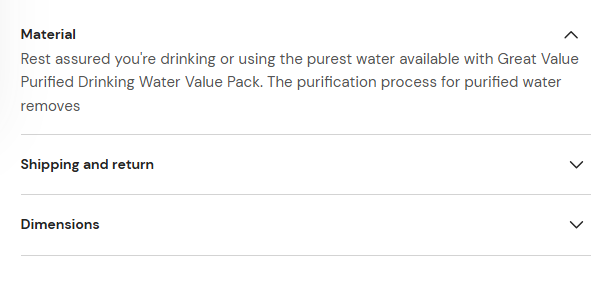 Material
Rest assured you're drinking or using the purest water available with Great Value
Purified Drinking Water Value Pack. The purification process for purified water
removes
Shipping and return
Dimensions